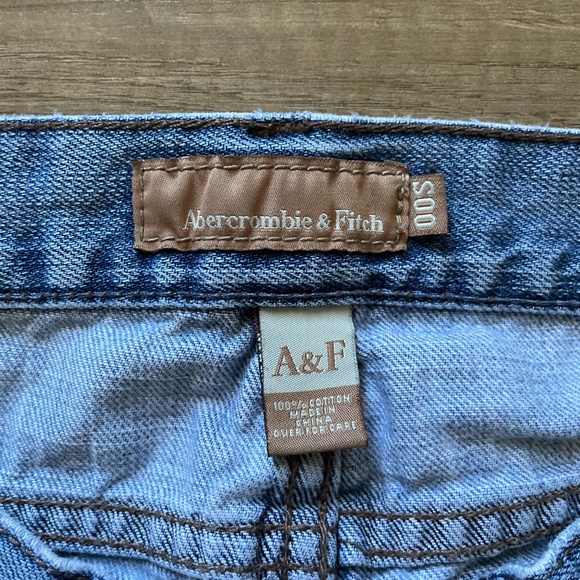 Abercrombie & Fitch
00S
A&F
100% COTTON
MADE IN
CHINA
OVER FOR CARE